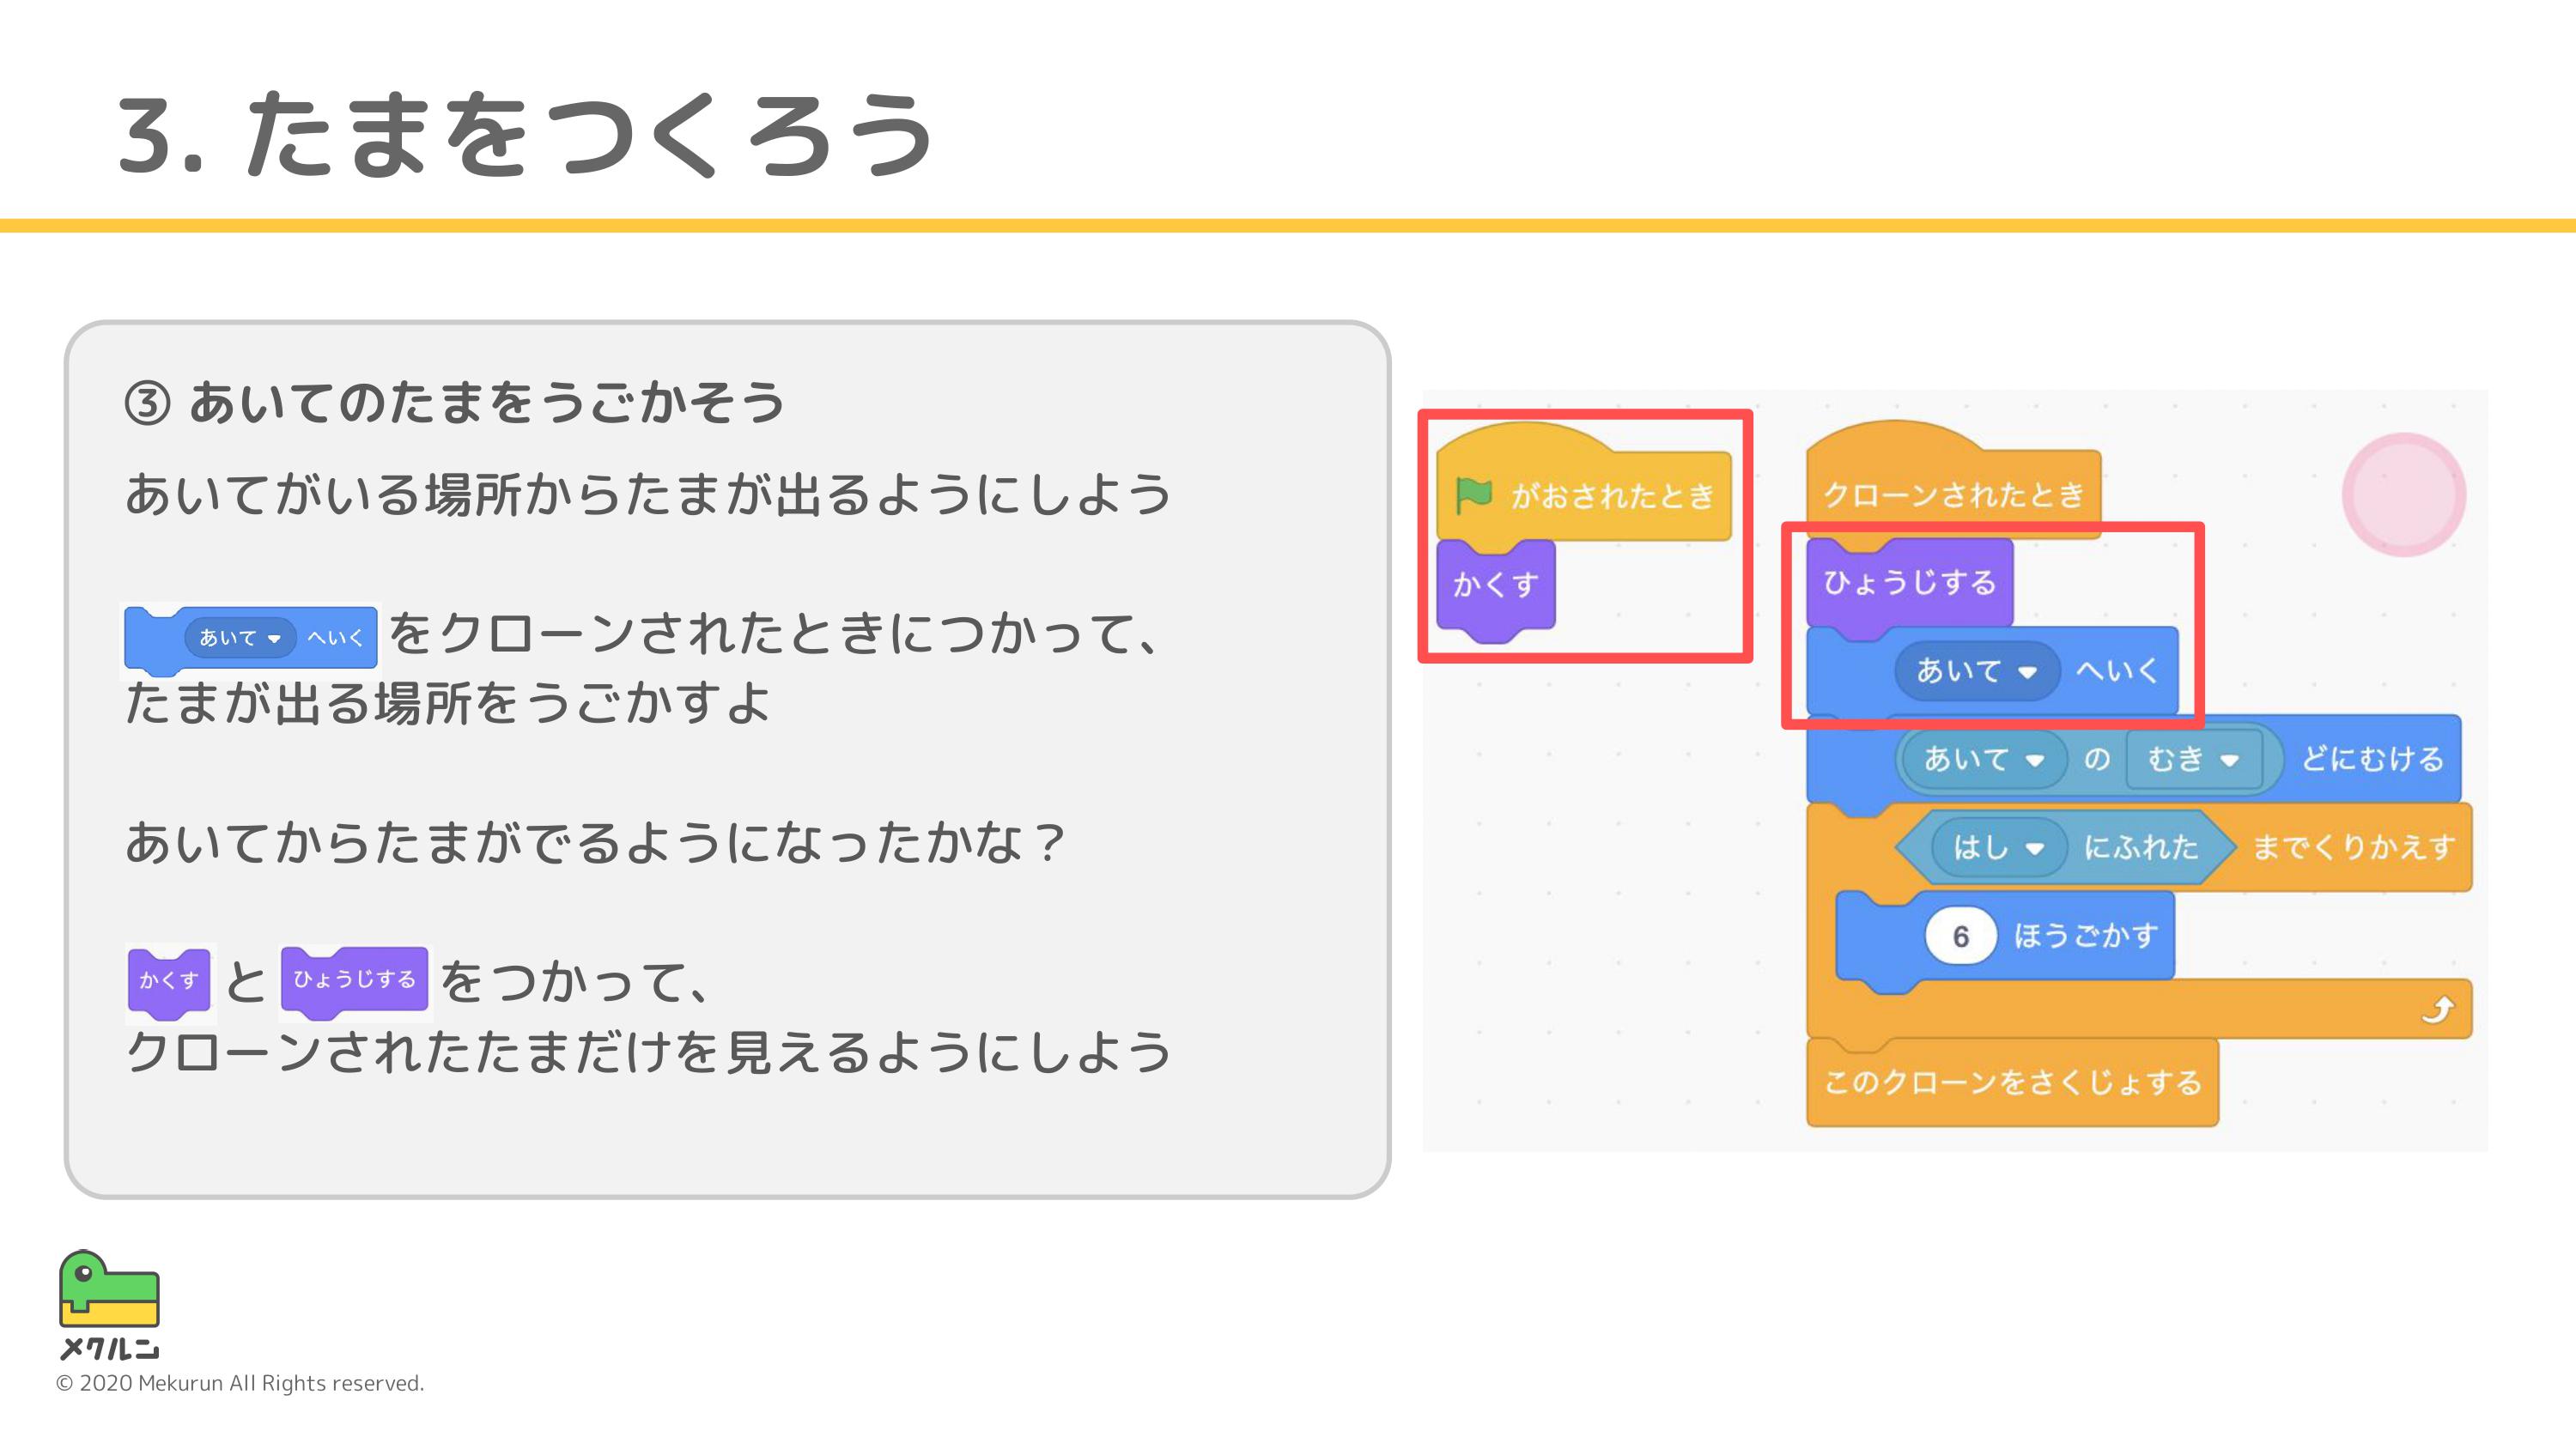 3. たまをつくろう
③ あいてのたまをうごかそう
あいてがいる場所からたまが出るようにしよう
あいて へいく をクローンされたときにつかって、
たまが出る場所をうごかすよ
あいてからたまがでるようになったかな？
かくす と ひょうじする をつかって、
クローンされたたまだけを見えるようにしよう
がおされたとき
かくす
クローンされたとき
ひょうじする
あいて へいく
あいて の むき どにむける
はし にふれた までくりかえす
6 ほうごかす
このクローンをさくじょする
メクルン
© 2020 Mekurun All Rights reserved.